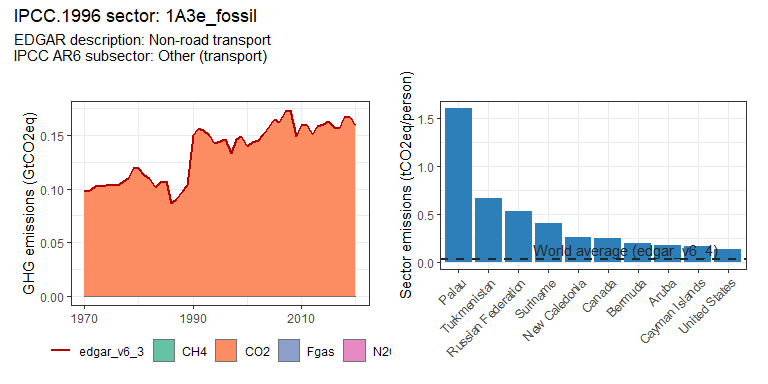 IPCC.1996 sector: 1A3e_fossil
EDGAR description: Non-road transport
IPCC AR6 subsector: Other (transport)
GHG emissions (GtCO2eq)
0.15
0.10
0.05
0.00
1970
1990
2010
edgar_v6_3
CH4
CO2
Fgas
N2
Sector emissions (tCO2eq/person)
1.5
1.0
0.5
0.0
World average (edgar_v6_4)
Palau
Turkmenistan
Russian Federation
Suriname
New Caledonia
Canada
Bermuda
Aruba
Cayman Islands
United States